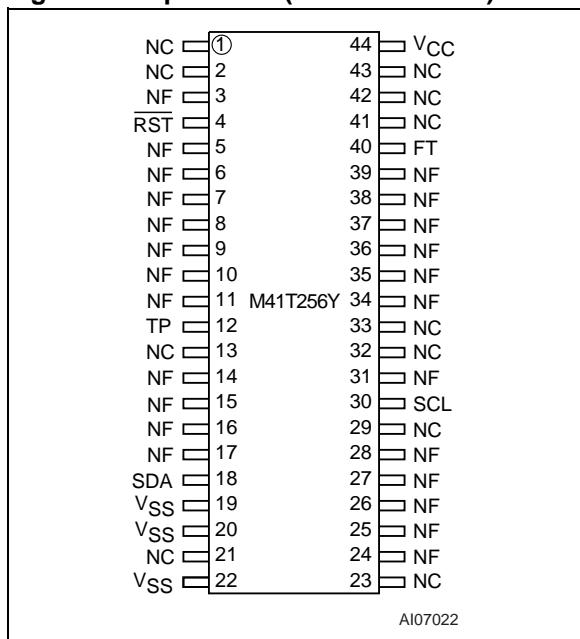 NC 1 44 VCC
NC 2 43 NC
NF 3 42 NC
RST 4 41 NC
NF 5 40 FT
NF 6 39 NF
NF 7 38 NF
NF 8 37 NF
NF 9 36 NF
NF 10 35 NF
NF 11 M41T256Y 34 NF
TP 12 33 NC
NC 13 32 NC
NF 14 31 NF
NF 15 30 SCL
NF 16 29 NC
NF 17 28 NF
SDA 18 27 NF
VSS 19 26 NF
VSS 20 25 NF
NC 21 24 NF
VSS 22 23 NC
AI07022